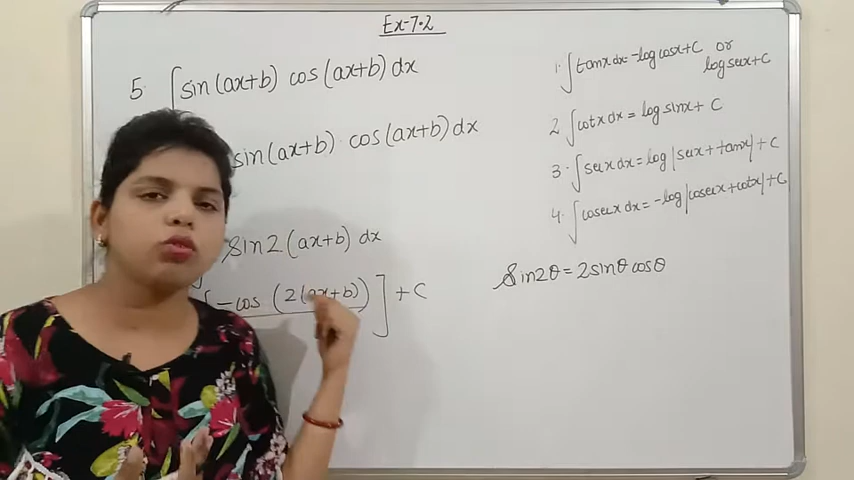 Ex-7.2
5. ∫sin(ax+b) cos(ax+b)dx
sin(ax+b) · cos(ax+b)dx
sin2(ax+b) dx
-cos (2(ax+b)) ] + C
1. ∫tanx dx = -log cosx + C or
log secx + C
2 ∫cotx dx = log sinx + C
3. ∫secx dx = log |secx + tanx| + C
4. ∫cosecx dx = -log|cosecx + cotx| + C
Sin2θ = 2sinθ cosθ